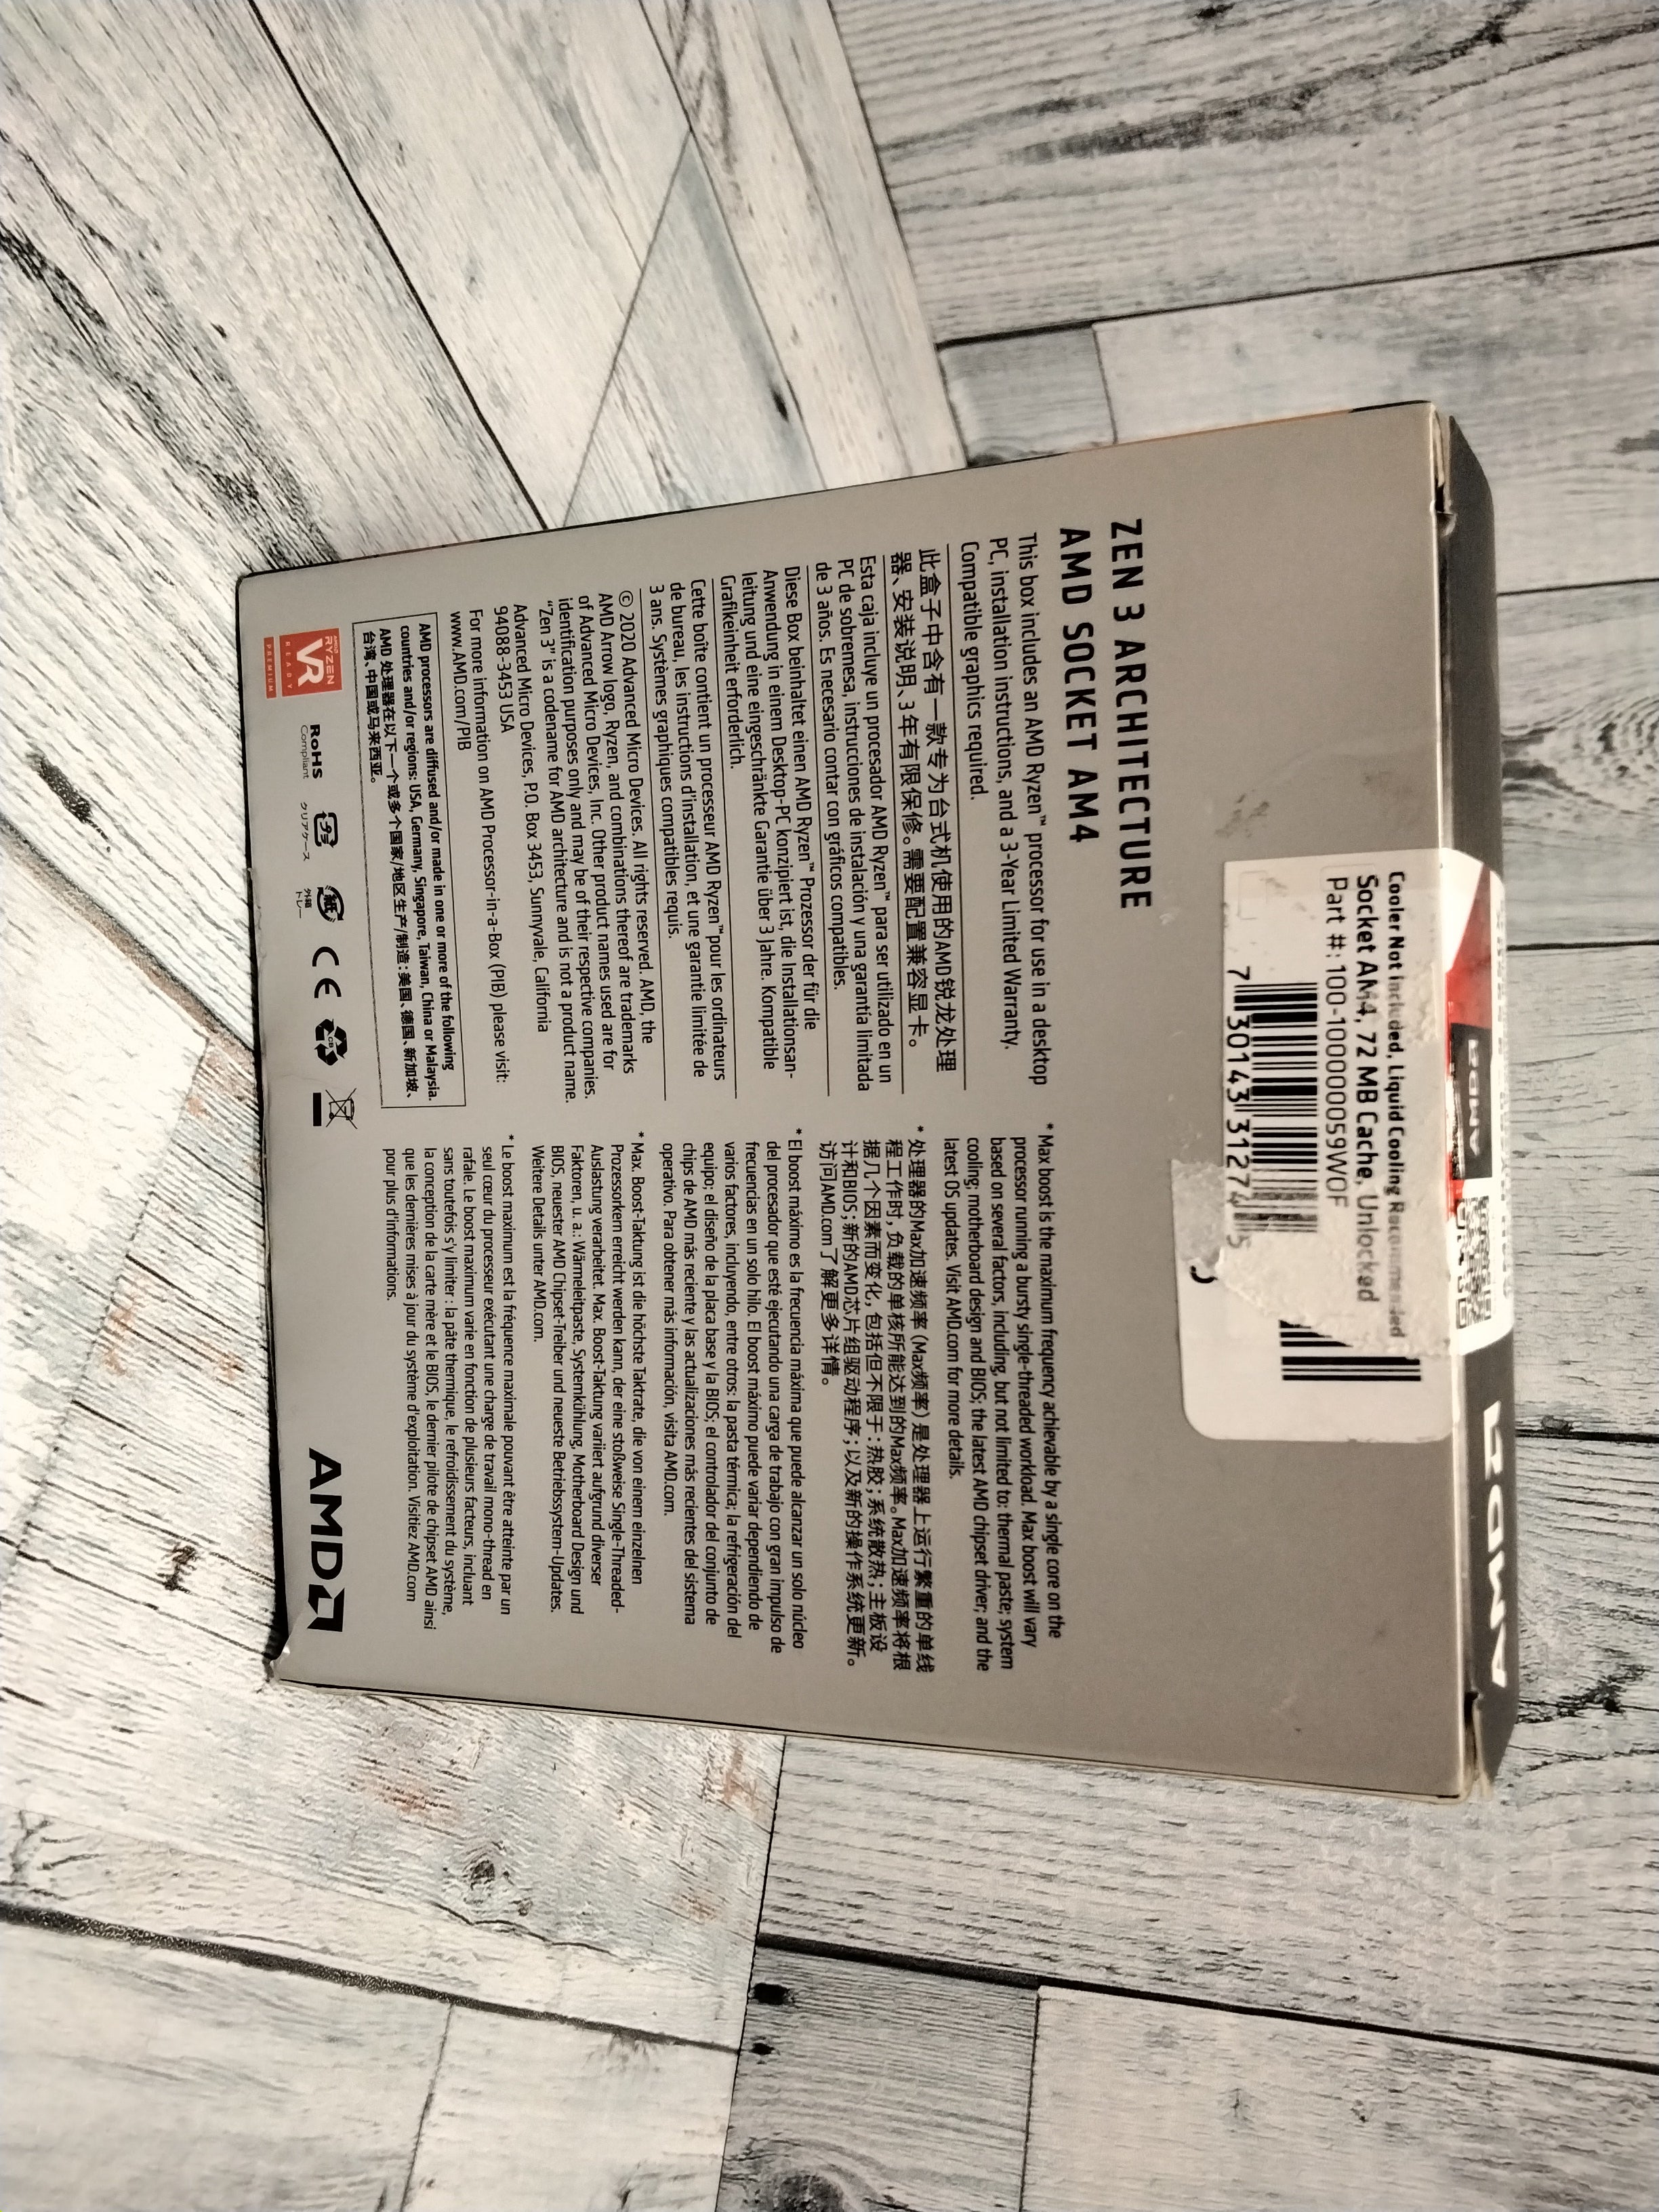 Cooler Not Included, Liquid Cooling Recommended
Socket AM4, 72 MB Cache, Unlocked
Part #: 100-100000059WOF
7 30143 31274 5
ZEN 3 ARCHITECTURE
AMD SOCKET AM4
This box includes an AMD Ryzen™ processor for use in a desktop
PC, installation instructions, and a 3-Year Limited Warranty.
Compatible graphics required.
此盒子中含有一款专为台式机使用的AMD锐龙处理
器、安装说明、3年有限保修。需要配置兼容显卡。
Esta caja incluye un procesador AMD Ryzen™ para ser utilizado en un
PC de sobremesa, instrucciones de instalación y una garantía limitada
de 3 años. Es necesario contar con gráficos compatibles.
Diese Box beinhaltet einen AMD Ryzen™ Prozessor der für die
Anwendung in einem Desktop-PC konzipiert ist, die Installationsan-
leitung und eine eingeschränkte Garantie über 3 Jahre. Kompatible
Grafikeinheit erforderlich.
Cette boîte contient un processeur AMD Ryzen™pour les ordinateurs
de bureau, les instructions d'installation, et une garantie limitée de
3 ans. Systèmes graphiques compatibles requis.
© 2020 Advanced Micro Devices. All rights reserved. AMD, the
AMD Arrow logo, Ryzen, and combinations thereof are trademarks
of Advanced Micro Devices, Inc. Other product names used are for
identification purposes only and may be of their respective companies.
"Zen 3" is a codename for AMD architecture and is not a product name.
Advanced Micro Devices, P.O. Box 3453, Sunnyvale, California
94088-3453 USA
For more information on AMD Processor-in-a-Box (PIB) please visit:
www.AMD.com/PIB
AMD processors are diffused and/or made in one or more of the following
countries and/or regions: USA, Germany, Singapore, Taiwan, China or Malaysia.
AMD 处理器在以下一个或多个国家/地区生产/制造：美国、德国、新加坡、
台湾、中国或马来西亚。
* Max boost is the maximum frequency achievable by a single core on the
processor running a bursty single-threaded workload. Max boost will vary
based on several factors, including, but not limited to: thermal paste; system
cooling; motherboard design and BIOS; the latest AMD chipset driver; and the
latest OS updates. Visit AMD.com for more details.
* 处理器的Max加速频率 (Max频率) 是处理器上运行繁重的单线
程工作时，负载的单核所能达到的Max频率。Max加速频率将根
据几个因素而变化，包括但不限于：热胶；系统散热；主板设
计和BIOS；新的AMD芯片组驱动程序；以及新的操作系统更新。
访问AMD.com了解更多详情。
* El boost máximo es la frecuencia máxima que puede alcanzar un solo núcleo
del procesador que esté ejecutando una carga de trabajo con gran impulso de
frecuencias en un solo hilo. El boost máximo puede variar dependiendo de
varios factores, incluyendo, entre otros: la pasta térmica; la refrigeración del
equipo; el diseño de la placa base y la BIOS; el controlador del conjunto de
chips de AMD más reciente y las actualizaciones más recientes del sistema
operativo. Para obtener más información, visita AMD.com.
* Max. Boost-Taktung ist die höchste Taktrate, die von einem einzelnen
Prozessorkern erreicht werden kann, der eine stoßweise Single-Threaded-
Auslastung verarbeitet. Max. Boost-Taktung variiert aufgrund diverser
Faktoren, u. a.: Wärmeleitpaste, Systemkühlung, Motherboard Design und
BIOS, neuester AMD Chipset-Treiber und neueste Betriebssystem-Updates.
Weitere Details unter AMD.com.
* Le boost maximum est la fréquence maximale pouvant être atteinte par un
seul cœur du processeur exécutant une charge de travail mono-thread en
rafale. Le boost maximum varie en fonction de plusieurs facteurs, incluant
sans toutefois s'y limiter : la pâte thermique, le refroidissement du système,
la conception de la carte mère et le BIOS, le dernier pilote de chipset AMD ainsi
que les dernières mises à jour du système d'exploitation. Visitiez AMD.com
pour plus d'informations.
AMD
RYZEN
VR
READY
PREMIUM
RoHS
Compliant
プラ
クリアケース
紙
外箱
トレー
CE
AMD
AMD
AMD